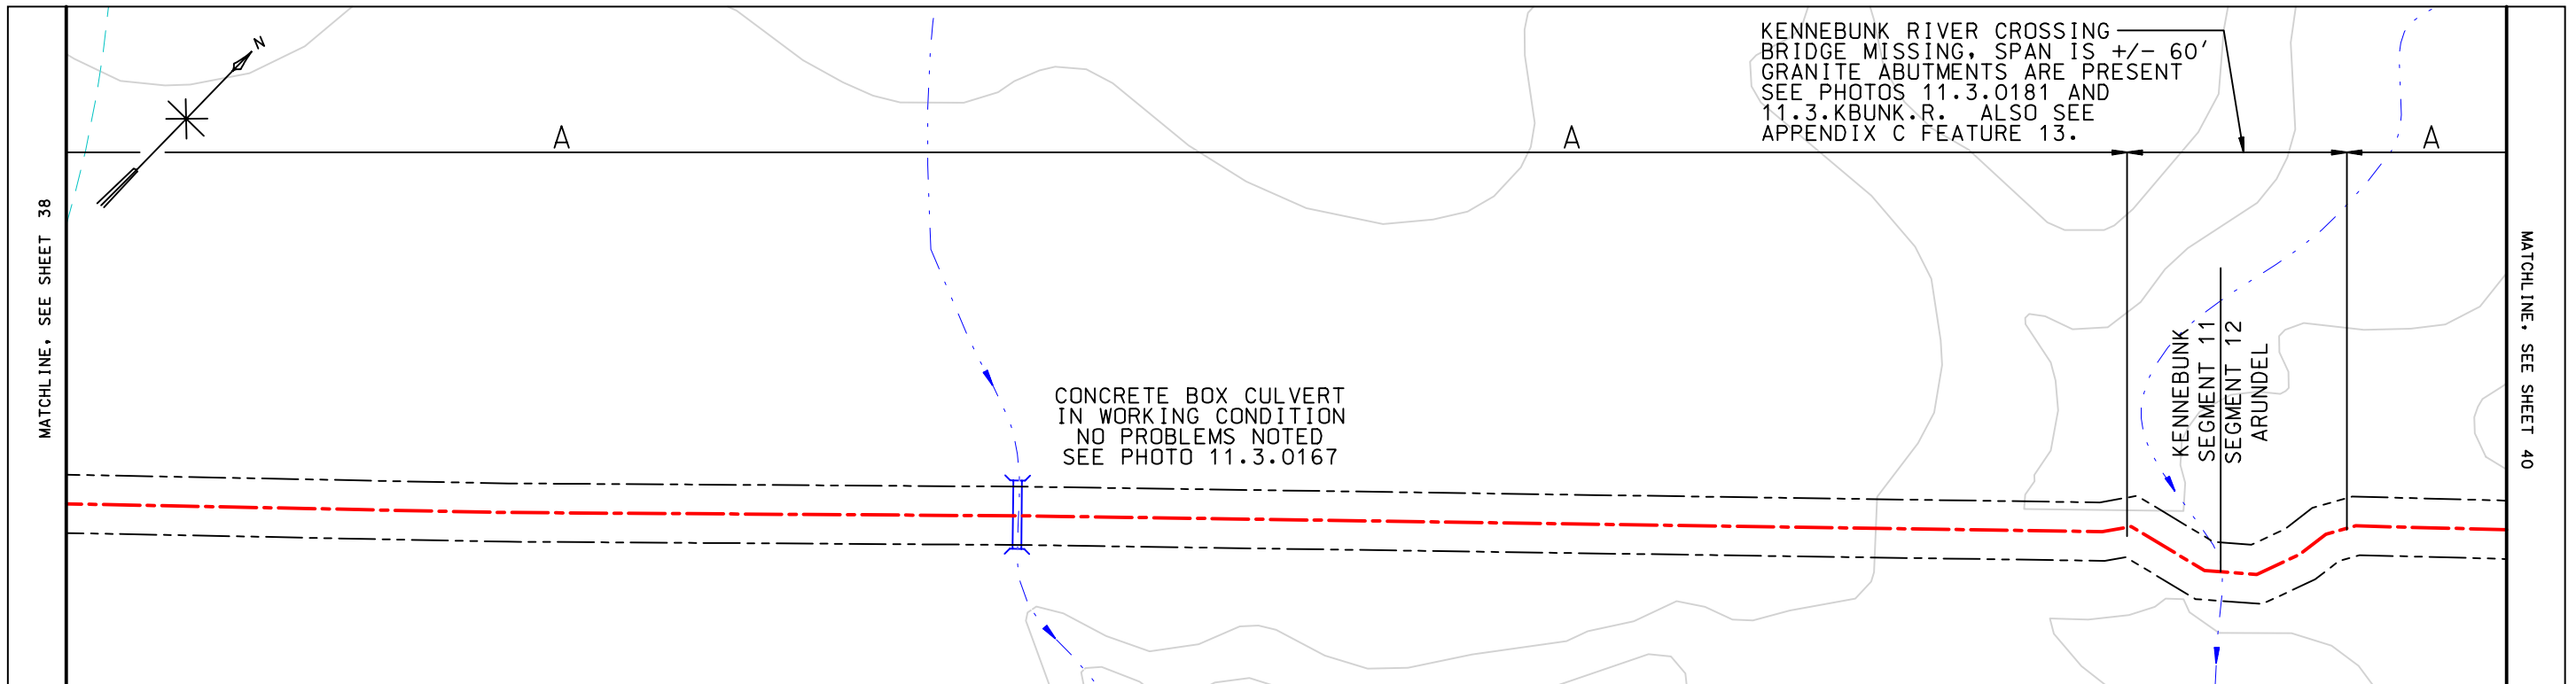 N
KENNEBUNK RIVER CROSSING
BRIDGE MISSING, SPAN IS +/- 60'
GRANITE ABUTMENTS ARE PRESENT
SEE PHOTOS 11.3.0181 AND
11.3.KBUNK.R. ALSO SEE
APPENDIX C FEATURE 13.
A
A
A
MATCHLINE, SEE SHEET 38
MATCHLINE, SEE SHEET 40
KENNEBUNK
SEGMENT 11
SEGMENT 12
ARUNDEL
CONCRETE BOX CULVERT
IN WORKING CONDITION
NO PROBLEMS NOTED
SEE PHOTO 11.3.0167